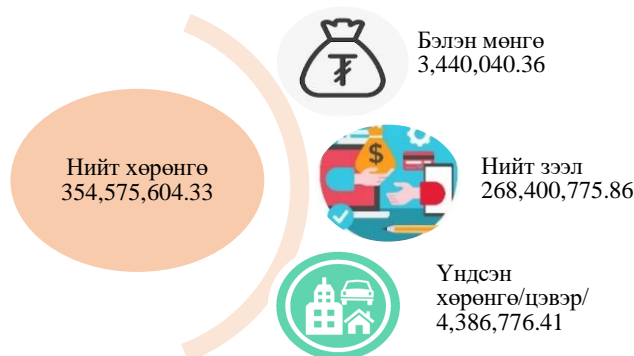 Нийт хөрөнгө
354,575,604.33
Бэлэн мөнгө
3,440,040.36
Нийт зээл
268,400,775.86
Үндсэн
хөрөнгө/цэвэр/
4,386,776.41